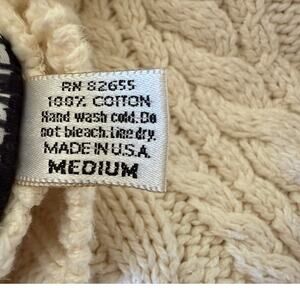 RN 82655
100% COTTON
Hand wash cold. Do
not bleach. Line dry.
MADE IN U.S.A.
MEDIUM